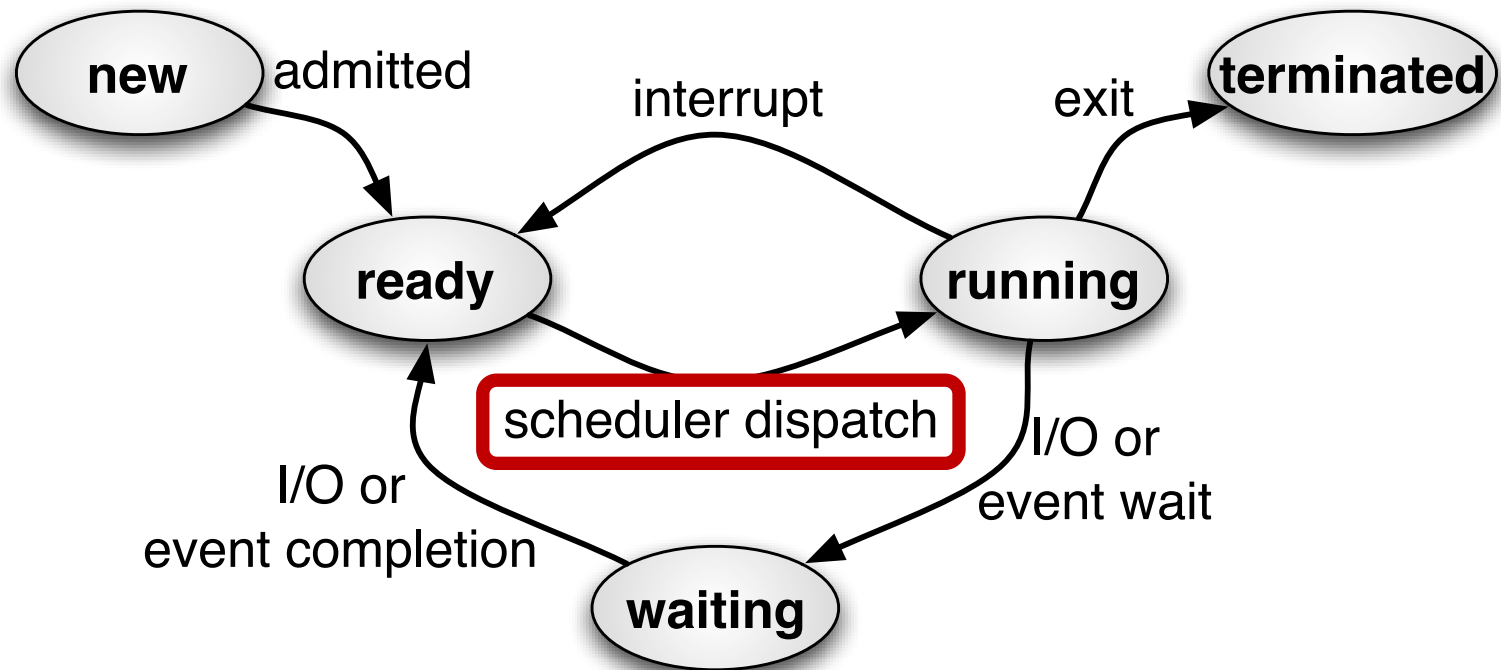 new
admitted
interrupt
exit
terminated
ready
running
scheduler dispatch
I/O or
event wait
I/O or
event completion
waiting